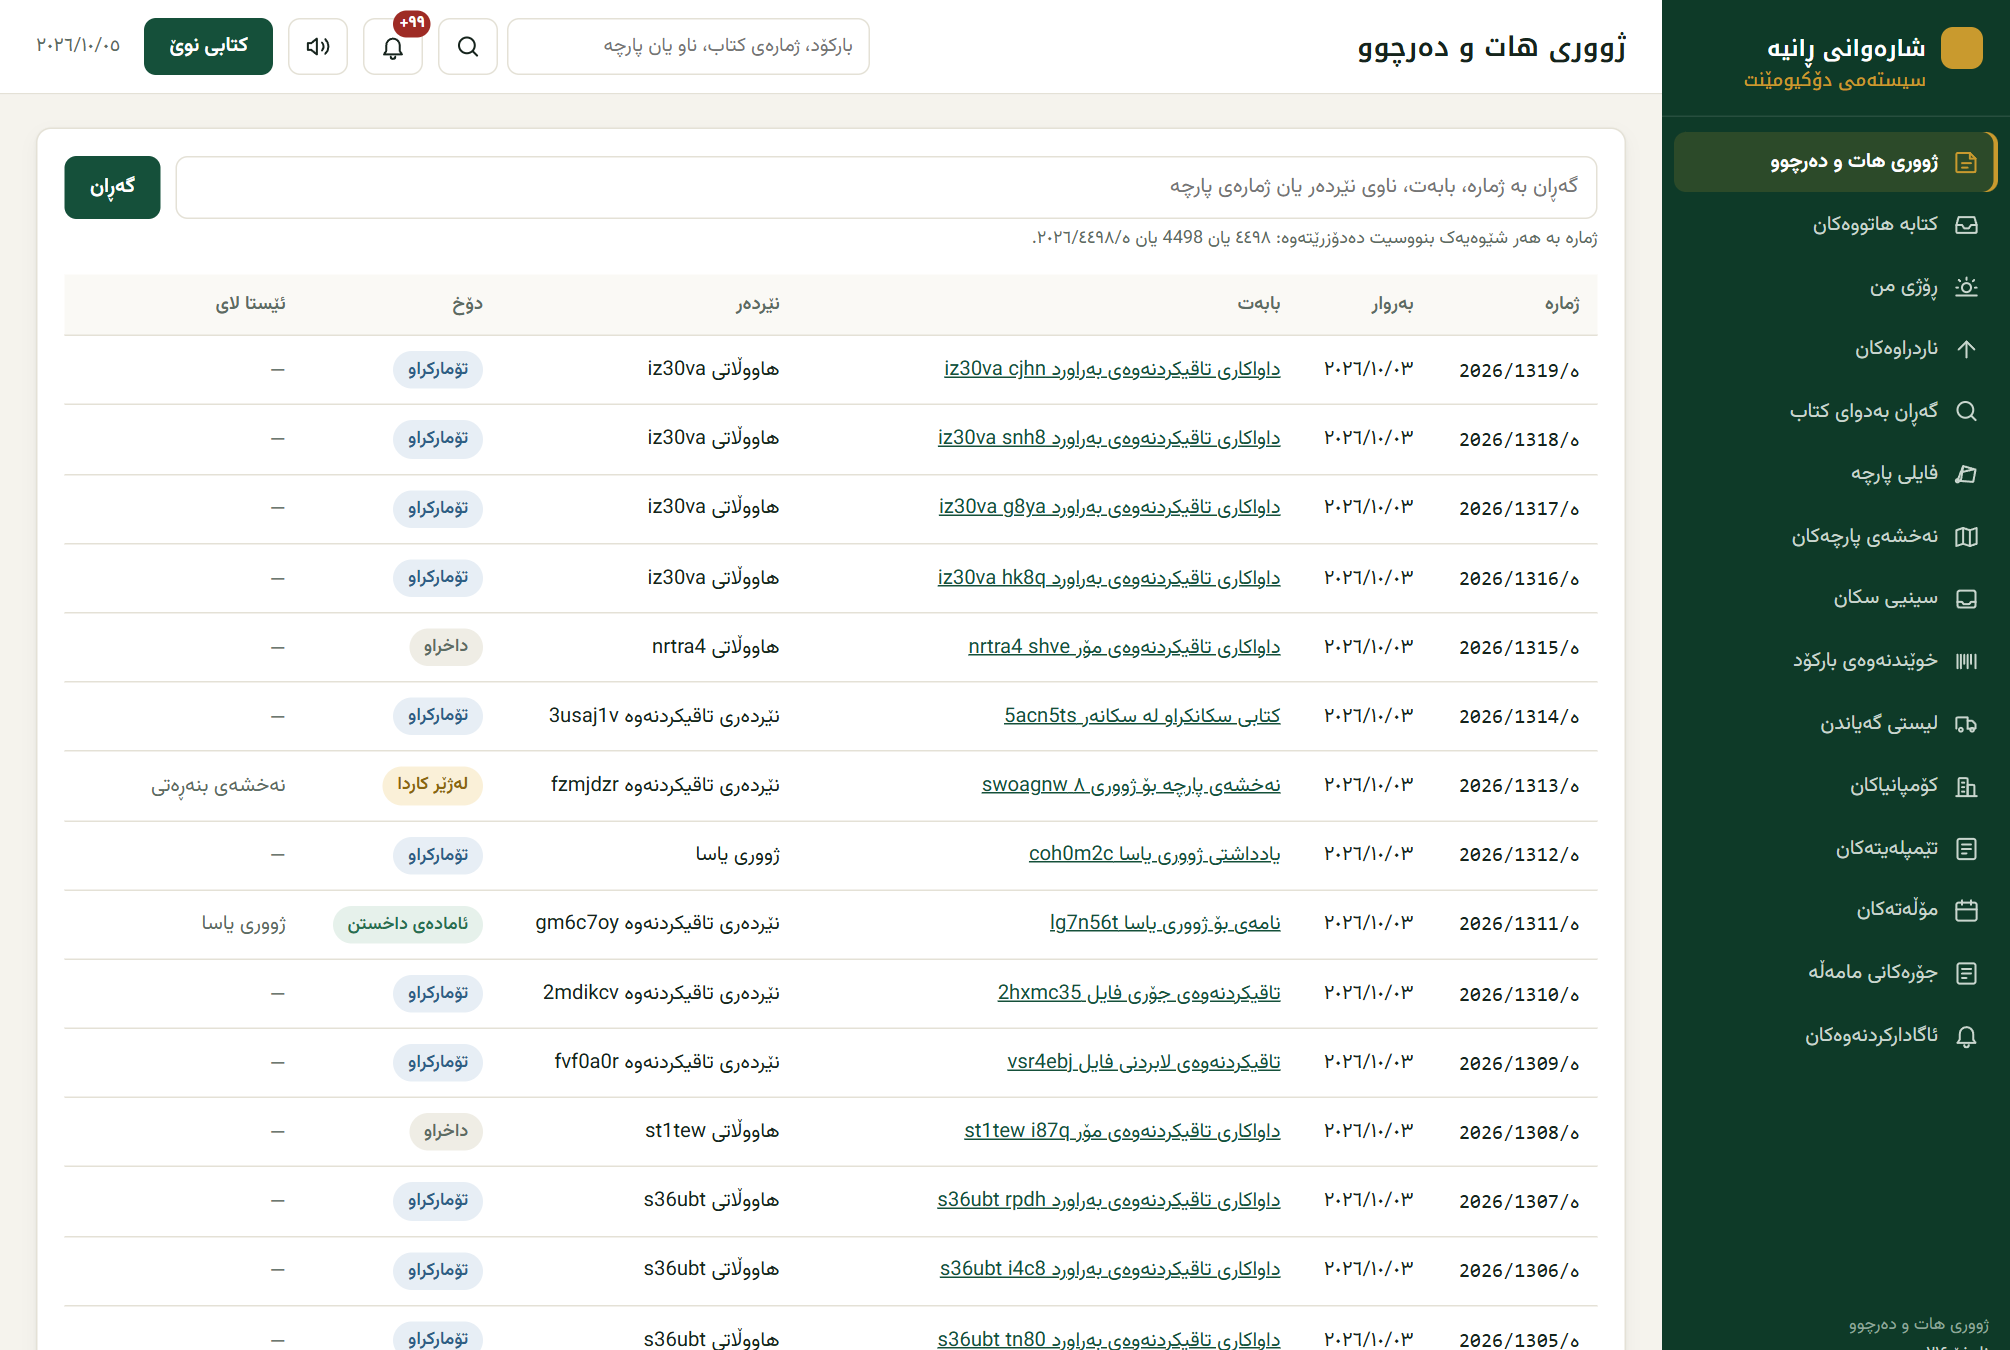 شارەوانی ڕانیە
سیستەمی دۆکیومێنت
ژووری هات و دەرچوو
کتابە هاتووەکان
ڕۆژی من
ناردراوەکان
گەڕان بەدوای کتاب
فایلی پارچە
نەخشەی پارچەکان
سینیی سکان
خوێندنەوەی بارکۆد
لیستی گەیاندن
کۆمپانیاکان
تێمپلەیتەکان
مۆڵەتەکان
جۆرەکانی مامەڵە
ئاگادارکردنەوەکان
ژووری هات و دەرچوو
ژووری هات و دەرچوو
بارکۆد، ژمارەی کتاب، ناو یان پارچە
+٩٩
کتابی نوێ
٢٠٢٦/١٠/٠٥
گەڕان بە ژمارە، بابەت، ناوی نێردەر یان ژمارەی پارچە
گەڕان
ژمارە بە هەر شێوەیەک بنووسیت دەدۆزرێتەوە: ٤٤٩٨ یان 4498 یان ە/٢٠٢٦/٤٤٩٨.
ژمارە بەروار بابەت نێردەر دۆخ ئێستا لای
ە/2026/1319 ٢٠٢٦/١٠/٠٣ داواکاری تاقیکردنەوەی بەراورد iz30va cjhn هاووڵاتی iz30va تۆمارکراو —
ە/2026/1318 ٢٠٢٦/١٠/٠٣ داواکاری تاقیکردنەوەی بەراورد iz30va snh8 هاووڵاتی iz30va تۆمارکراو —
ە/2026/1317 ٢٠٢٦/١٠/٠٣ داواکاری تاقیکردنەوەی بەراورد iz30va g8ya هاووڵاتی iz30va تۆمارکراو —
ە/2026/1316 ٢٠٢٦/١٠/٠٣ داواکاری تاقیکردنەوەی بەراورد iz30va hk8q هاووڵاتی iz30va تۆمارکراو —
ە/2026/1315 ٢٠٢٦/١٠/٠٣ داواکاری تاقیکردنەوەی مۆر nrtra4 shve هاووڵاتی nrtra4 داخراو —
ە/2026/1314 ٢٠٢٦/١٠/٠٣ کتابی سکانکراو لە سکانەر 5acn5ts نێردەری تاقیکردنەوە 3usaj1v تۆمارکراو —
ە/2026/1313 ٢٠٢٦/١٠/٠٣ نەخشەی پارچە بۆ ژووری ٨ swoagnw نێردەری تاقیکردنەوە fzmjdzr لەژێر کاردا نەخشەی بنەڕەتی
ە/2026/1312 ٢٠٢٦/١٠/٠٣ یادداشتی ژووری یاسا coh0m2c ژووری یاسا تۆمارکراو —
ە/2026/1311 ٢٠٢٦/١٠/٠٣ نامەی بۆ ژووری یاسا lg7n56t نێردەری تاقیکردنەوە gm6c7oy ئامادەی داخستن ژووری یاسا
ە/2026/1310 ٢٠٢٦/١٠/٠٣ تاقیکردنەوەی جۆری فایل 2hxmc35 نێردەری تاقیکردنەوە 2mdikcv تۆمارکراو —
ە/2026/1309 ٢٠٢٦/١٠/٠٣ تاقیکردنەوەی لابردنی فایل vsr4ebj نێردەری تاقیکردنەوە fvf0a0r تۆمارکراو —
ە/2026/1308 ٢٠٢٦/١٠/٠٣ داواکاری تاقیکردنەوەی مۆر st1tew i87q هاووڵاتی st1tew داخراو —
ە/2026/1307 ٢٠٢٦/١٠/٠٣ داواکاری تاقیکردنەوەی بەراورد s36ubt rpdh هاووڵاتی s36ubt تۆمارکراو —
ە/2026/1306 ٢٠٢٦/١٠/٠٣ داواکاری تاقیکردنەوەی بەراورد s36ubt i4c8 هاووڵاتی s36ubt تۆمارکراو —
ە/2026/1305 ٢٠٢٦/١٠/٠٣ داواکاری تاقیکردنەوەی بەراورد s36ubt tn80 هاووڵاتی s36ubt تۆمارکراو —